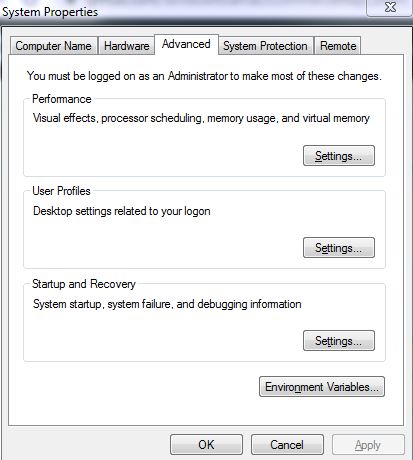 System Properties
Computer Name Hardware Advanced System Protection Remote
You must be logged on as an Administrator to make most of these changes.
Performance
Visual effects, processor scheduling, memory usage, and virtual memory
Settings...
User Profiles
Desktop settings related to your logon
Settings...
Startup and Recovery
System startup, system failure, and debugging information
Settings...
Environment Variables...
OK Cancel Apply